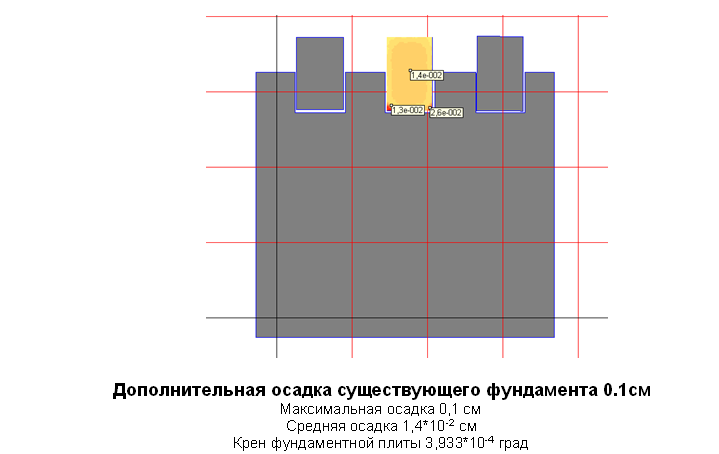 1,4e-002
1,3e-002
2,6e-002
Дополнительная осадка существующего фундамента 0.1см
Максимальная осадка 0,1 см
Средняя осадка 1,4*10⁻² см
Крен фундаментной плиты 3,933*10⁻⁴ град